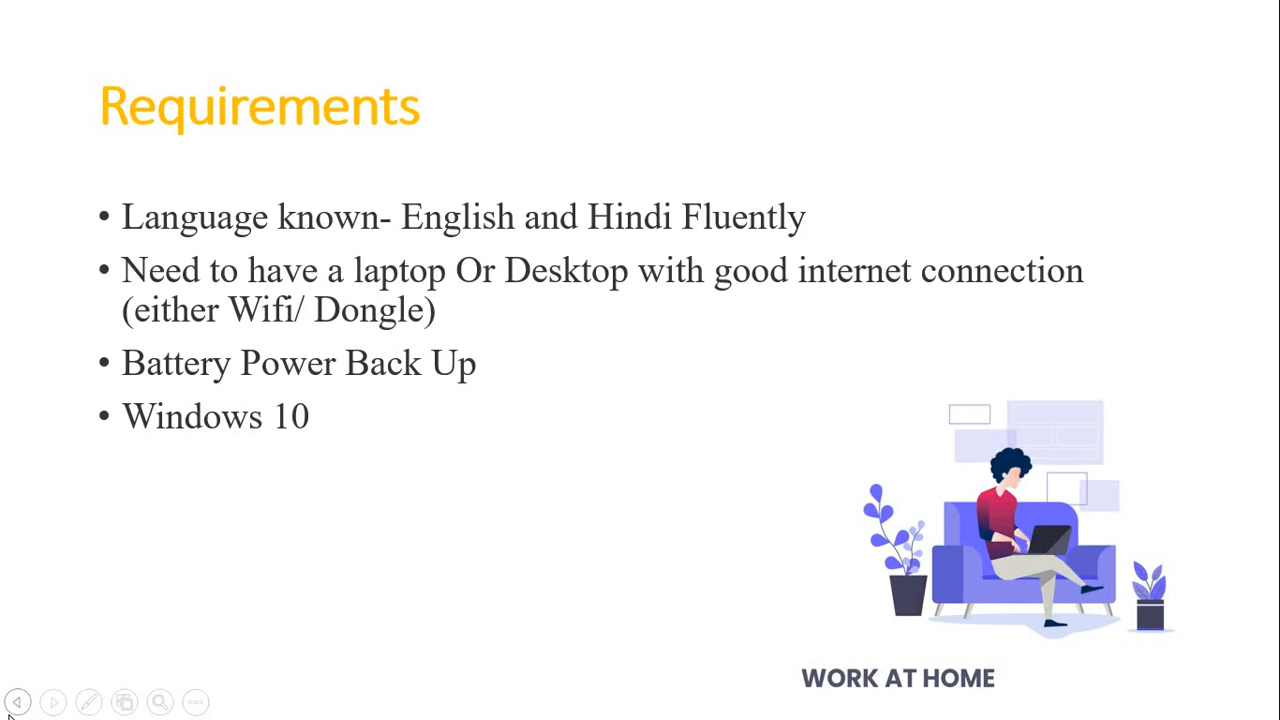 Requirements
• Language known- English and Hindi Fluently
• Need to have a laptop Or Desktop with good internet connection
(either Wifi/ Dongle)
• Battery Power Back Up
• Windows 10
WORK AT HOME